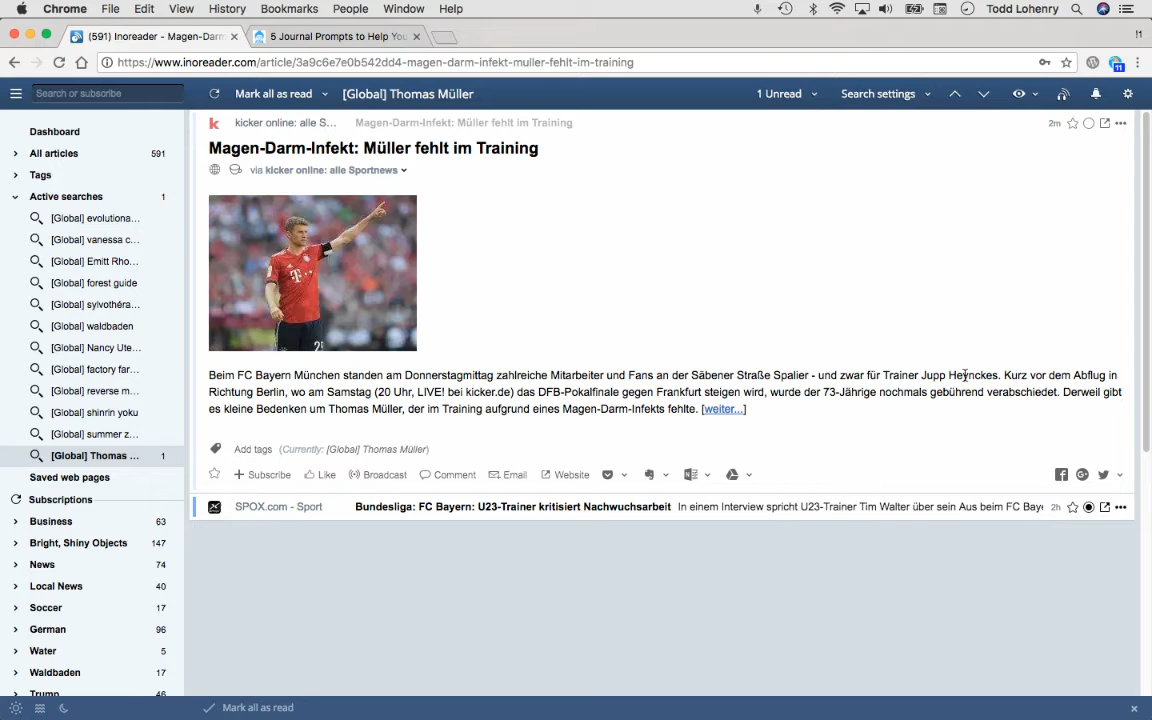 Chrome File Edit View History Bookmarks People Window Help Todd Lohenry
(591) Inoreader - Magen-Darm
5 Journal Prompts to Help You
https://www.inoreader.com/article/3a9c6e7e0b542dd4-magen-darm-infekt-muller-fehlt-im-training
11
Search or subscribe
Mark all as read
[Global] Thomas Müller
1 Unread
Search settings
Dashboard
All articles 591
Tags
Active searches 1
[Global] evolutiona...
[Global] vanessa c...
[Global] Emitt Rho...
[Global] forest guide
[Global] sylvothéra...
[Global] waldbaden
[Global] Nancy Ute...
[Global] factory far...
[Global] reverse m...
[Global] shinrin yoku
[Global] summer z...
[Global] Thomas ... 1
Saved web pages
Subscriptions
Business 63
Bright, Shiny Objects 147
News 74
Local News 40
Soccer 17
German 96
Water 5
Waldbaden 17
Trump 46
kicker online: alle S... Magen-Darm-Infekt: Müller fehlt im Training 2m
Magen-Darm-Infekt: Müller fehlt im Training
via kicker online: alle Sportnews
Beim FC Bayern München standen am Donnerstagmittag zahlreiche Mitarbeiter und Fans an der Säbener Straße Spalier - und zwar für Trainer Jupp Heynckes. Kurz vor dem Abflug in
Richtung Berlin, wo am Samstag (20 Uhr, LIVE! bei kicker.de) das DFB-Pokalfinale gegen Frankfurt steigen wird, wurde der 73-Jährige nochmals gebührend verabschiedet. Derweil gibt
es kleine Bedenken um Thomas Müller, der im Training aufgrund eines Magen-Darm-Infekts fehlte. [weiter...]
Add tags (Currently: [Global] Thomas Müller)
Subscribe Like Broadcast Comment Email Website
SPOX.com - Sport Bundesliga: FC Bayern: U23-Trainer kritisiert Nachwuchsarbeit In einem Interview spricht U23-Trainer Tim Walter über sein Aus beim FC Baye 2h
Mark all as read